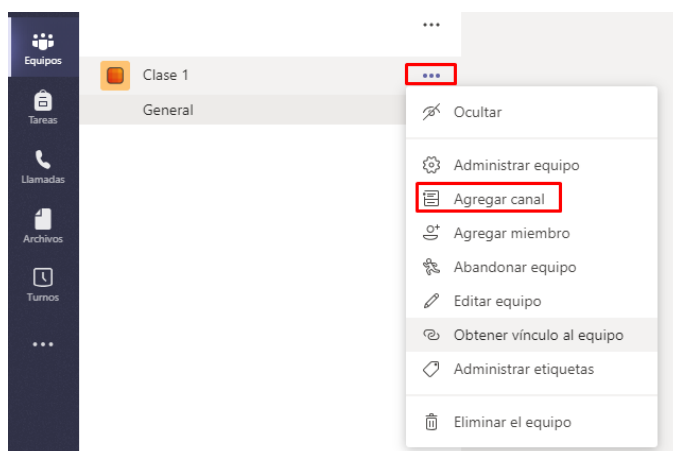 Equipos
Tareas
Llamadas
Archivos
Turnos
Clase 1
General
Ocultar
Administrar equipo
Agregar canal
Agregar miembro
Abandonar equipo
Editar equipo
Obtener vínculo al equipo
Administrar etiquetas
Eliminar el equipo